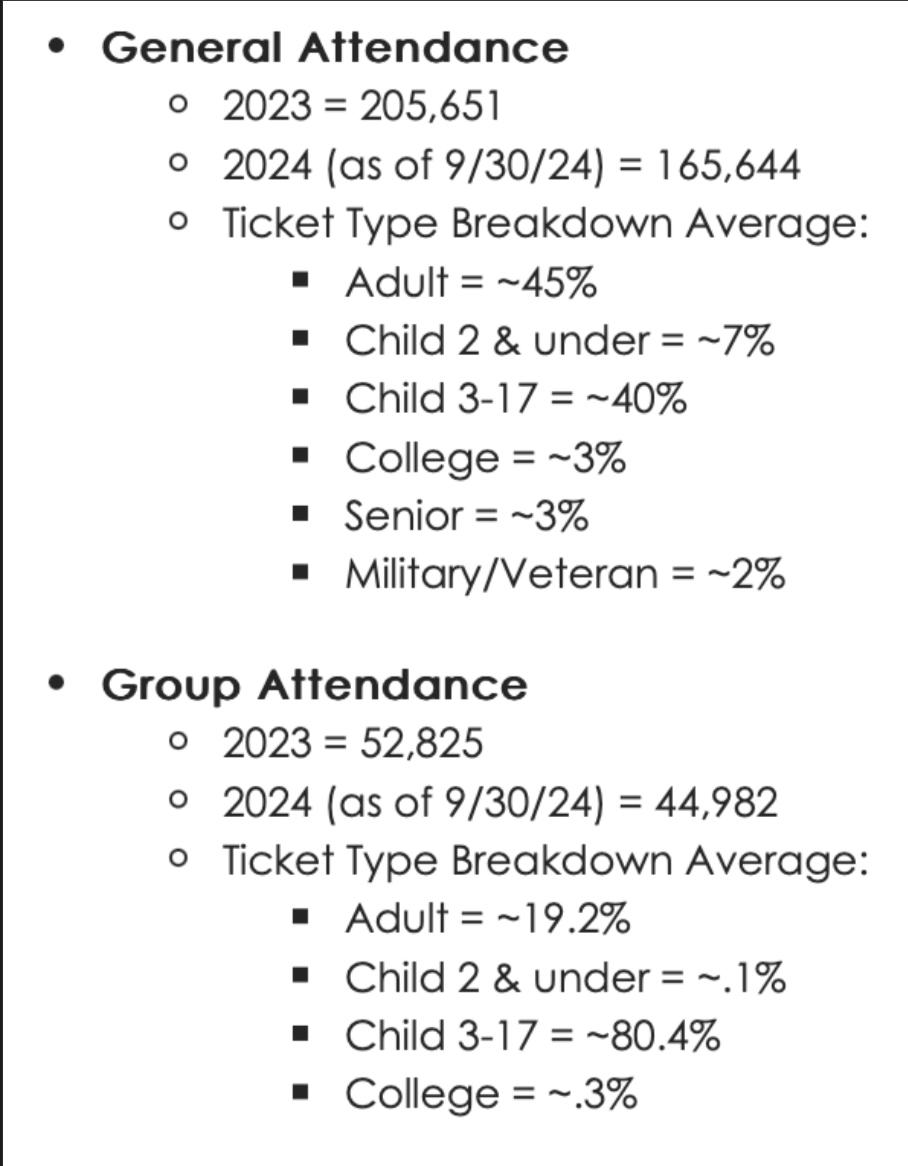 • General Attendance
o 2023 = 205,651
o 2024 (as of 9/30/24) = 165,644
o Ticket Type Breakdown Average:
▪ Adult = ~45%
▪ Child 2 & under = ~7%
▪ Child 3-17 = ~40%
▪ College = ~3%
▪ Senior = ~3%
▪ Military/Veteran = ~2%
• Group Attendance
o 2023 = 52,825
o 2024 (as of 9/30/24) = 44,982
o Ticket Type Breakdown Average:
▪ Adult = ~19.2%
▪ Child 2 & under = ~.1%
▪ Child 3-17 = ~80.4%
▪ College = ~.3%